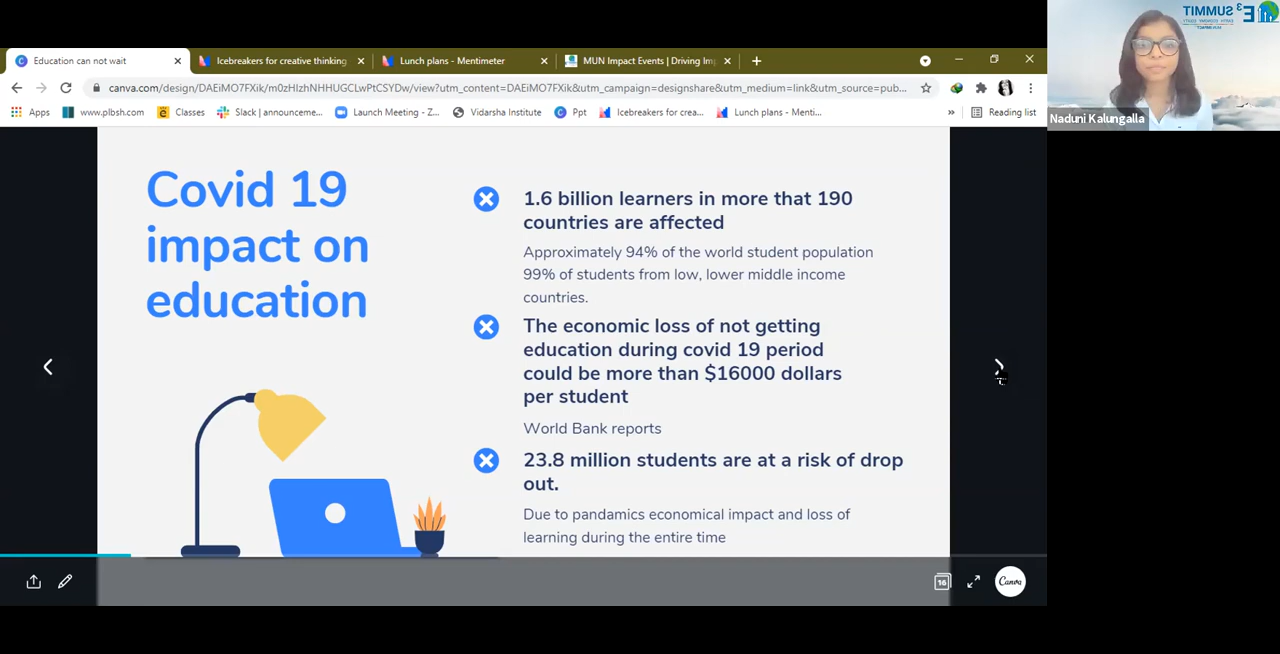 Education can not wait
Icebreakers for creative thinking
Lunch plans - Mentimeter
MUN Impact Events | Driving Im
canva.com/design/DAEiMO7FXik/m0zHIzhNHHUGCLwPtCSYDw/view?utm_content=DAEiMO7FXik&utm_campaign=designshare&utm_medium=link&utm_source=pub...
Apps
www.plbsh.com
Classes
Slack | announceme...
Launch Meeting - Z...
Vidarsha Institute
Ppt
Icebreakers for crea...
Lunch plans - Menti...
»
Reading list
E³ SUMMIT
Naduni Kalungalla
Covid 19
impact on
education
1.6 billion learners in more that 190
countries are affected
Approximately 94% of the world student population
99% of students from low, lower middle income
countries.
The economic loss of not getting
education during covid 19 period
could be more than $16000 dollars
per student
World Bank reports
23.8 million students are at a risk of drop
out.
Due to pandamics economical impact and loss of
learning during the entire time
16
Canva